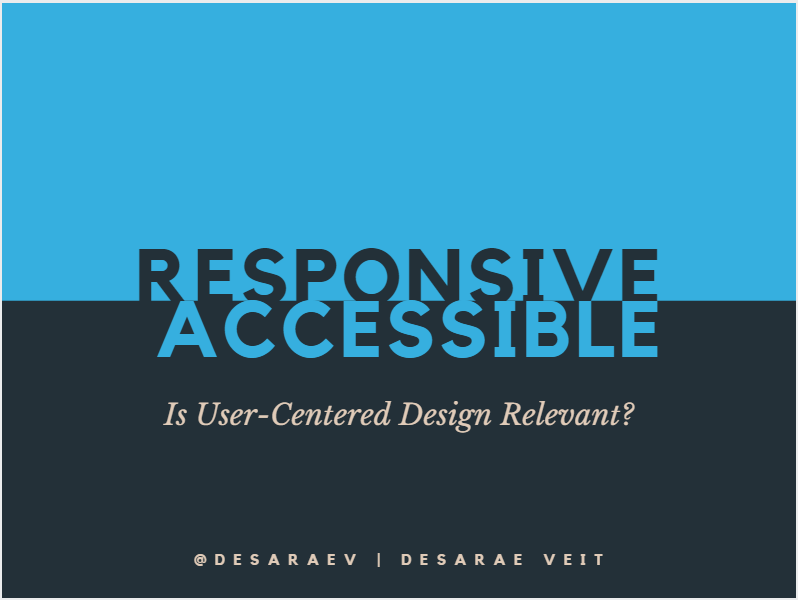 RESPONSIVE
ACCESSIBLE
Is User-Centered Design Relevant?
@DESARAEV | DESARAE VEIT